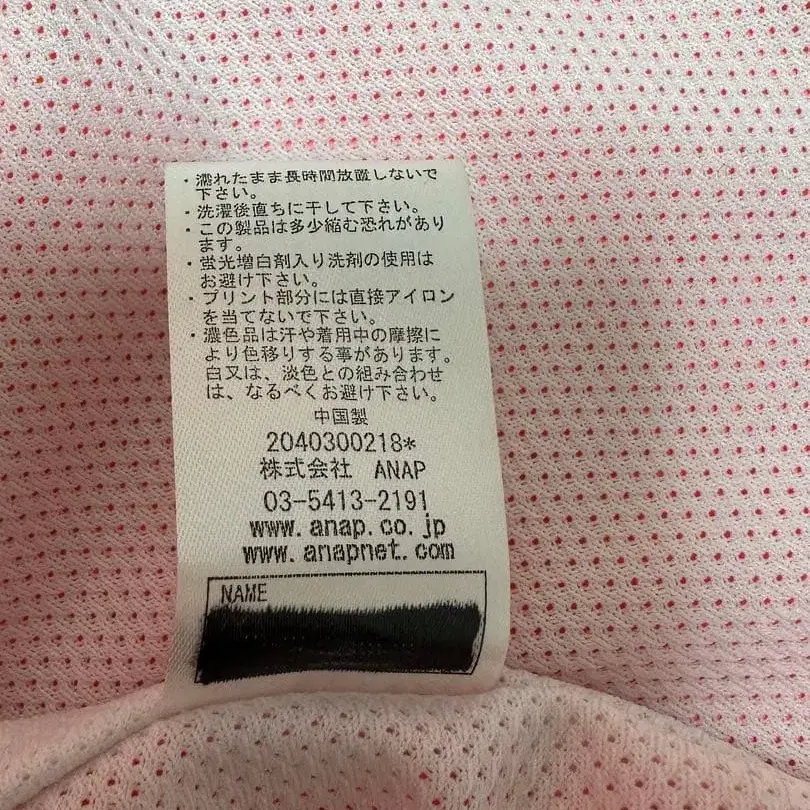 ・濡れたまま長時間放置しないで
下さい。
・洗濯後直ちに干して下さい。
・この製品は多少縮む恐れがあり
ます。
・蛍光増白剤入り洗剤の使用は
お避け下さい。
・プリント部分には直接アイロン
を当てないで下さい。
・濃色品は汗や着用中の摩擦に
より色移りする事があります。
白又は、淡色との組み合わせ
は、なるべくお避け下さい。
中国製
2040300218*
株式会社 ANAP
03-5413-2191
www.anap.co.jp
www.anapnet.com
NAME